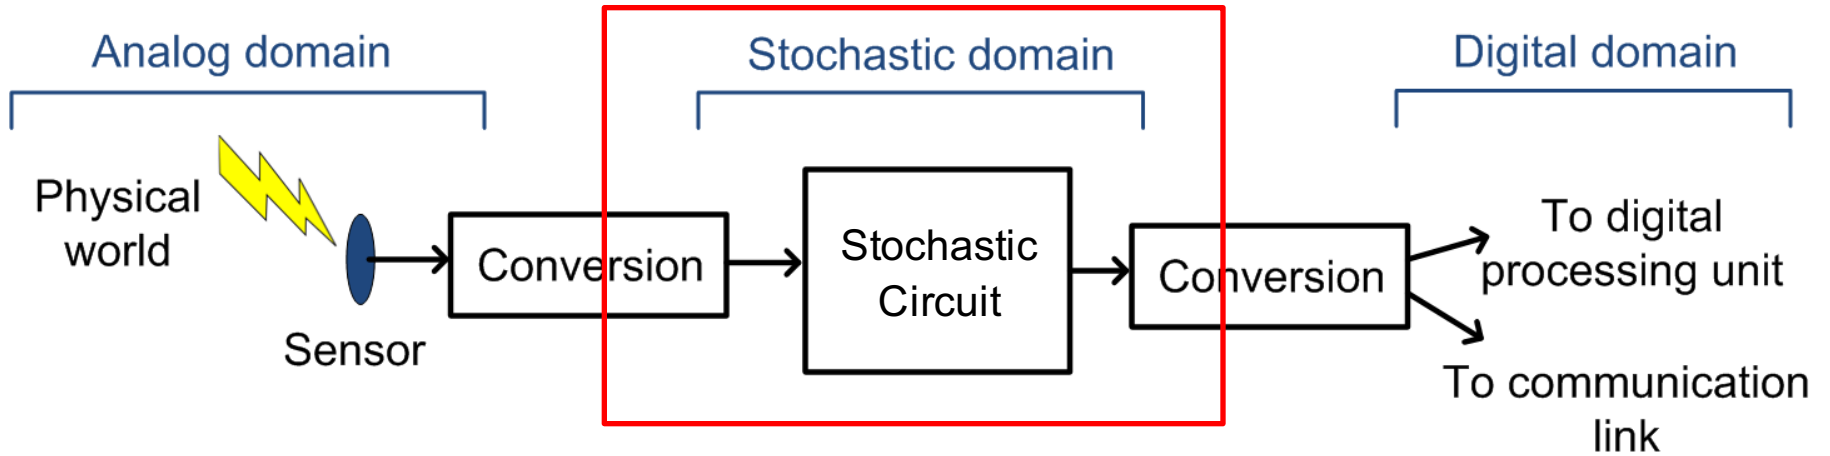 Analog domain
Stochastic domain
Digital domain
Physical
world
Sensor
Conversion
Stochastic
Circuit
Conversion
To digital
processing unit
To communication
link